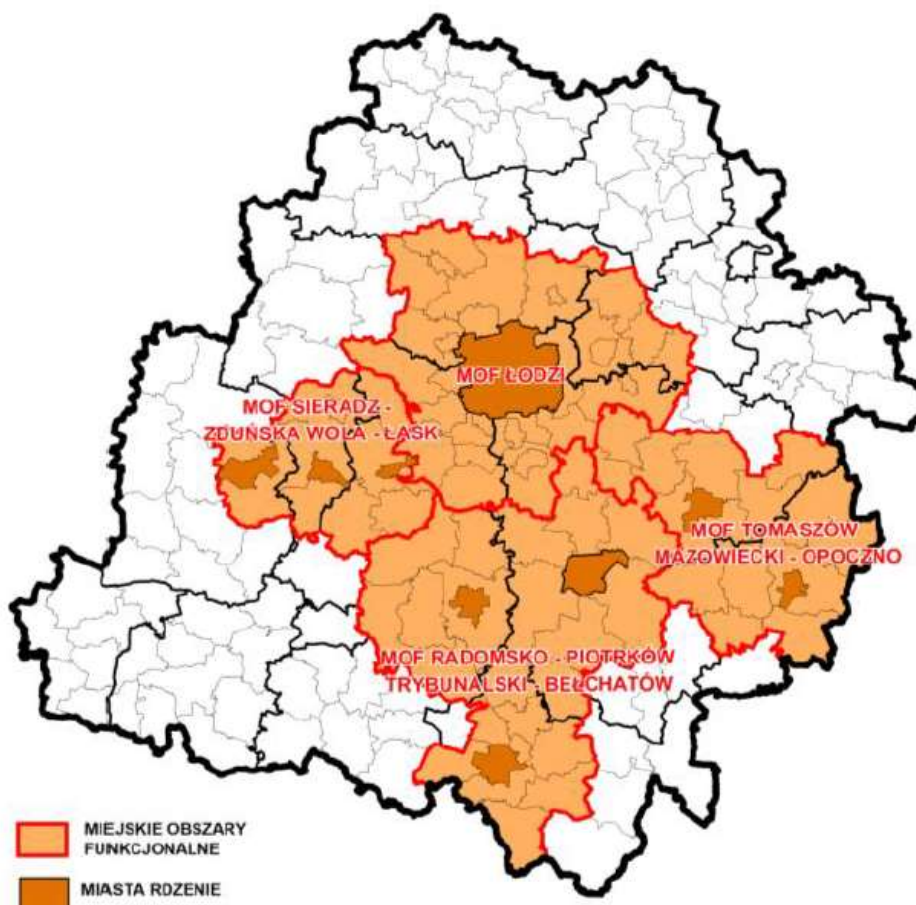 MOF ŁODZI
MOF SIERADZ -
ZDUŃSKA WOLA - ŁASK
MOF TOMASZÓW
MAZOWIECKI - OPOCZNO
MOF RADOMSKO - PIOTRKÓW
TRYBUNALSKI - BEŁCHATÓW
MIEJSKIE OBSZARY
FUNKCJONALNE
MIASTA RDZENIE